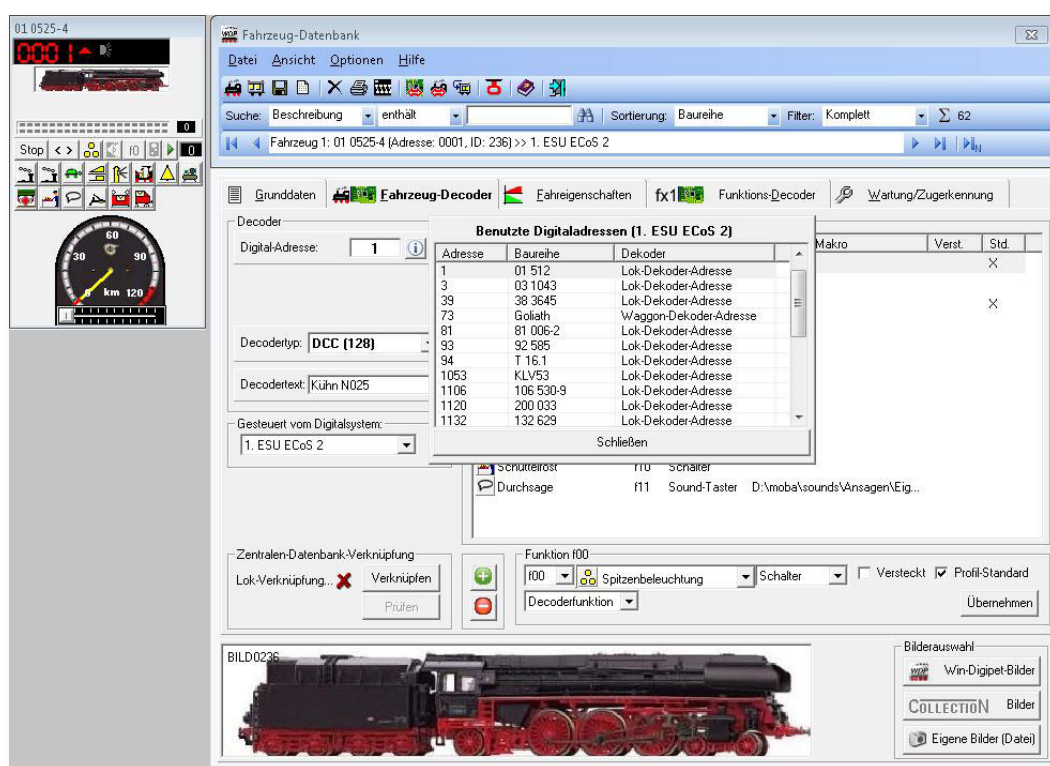 01 0525-4
0001
0
Stop < > f0 0
30 60 90
km 120
WDP Fahrzeug-Datenbank
Datei Ansicht Optionen Hilfe
Suche: Beschreibung enthält Sortierung: Baureihe Filter: Komplett Σ 62
Fahrzeug 1: 01 0525-4 (Adresse: 0001, ID: 236) >> 1. ESU ECoS 2
Grunddaten Fahrzeug-Decoder Fahreigenschaften fx1 Funktions-Decoder Wartung/Zugerkennung
Decoder
Digital-Adresse: 1
Decodertyp: DCC (128)
Decodertext: Kühn N025
Gesteuert vom Digitalsystem:
1. ESU ECoS 2
Benutzte Digitaladressen (1. ESU ECoS 2)
Adresse Baureihe Dekoder
1 01 512 Lok-Dekoder-Adresse
3 03 1043 Lok-Dekoder-Adresse
39 38 3645 Lok-Dekoder-Adresse
73 Goliath Waggon-Dekoder-Adresse
81 81 006-2 Lok-Dekoder-Adresse
93 92 585 Lok-Dekoder-Adresse
94 T 16.1 Lok-Dekoder-Adresse
1053 KLV53 Lok-Dekoder-Adresse
1106 106 530-9 Lok-Dekoder-Adresse
1120 200 033 Lok-Dekoder-Adresse
1132 132 629 Lok-Dekoder-Adresse
Schließen
Makro Verst. Std.
X
X
Schüttelrost f10 Schalter
Durchsage f11 Sound-Taster D:\moba\sounds\Ansagen\Eig...
Zentralen-Datenbank-Verknüpfung
Lok-Verknüpfung... Verknüpfen
Prüfen
Funktion f00
f00 Spitzenbeleuchtung Schalter Versteckt Profil-Standard
Decoderfunktion Übernehmen
BILD0236
Bilderauswahl
WDP Win-Digipet-Bilder
COLLECTION Bilder
Eigene Bilder (Datei)